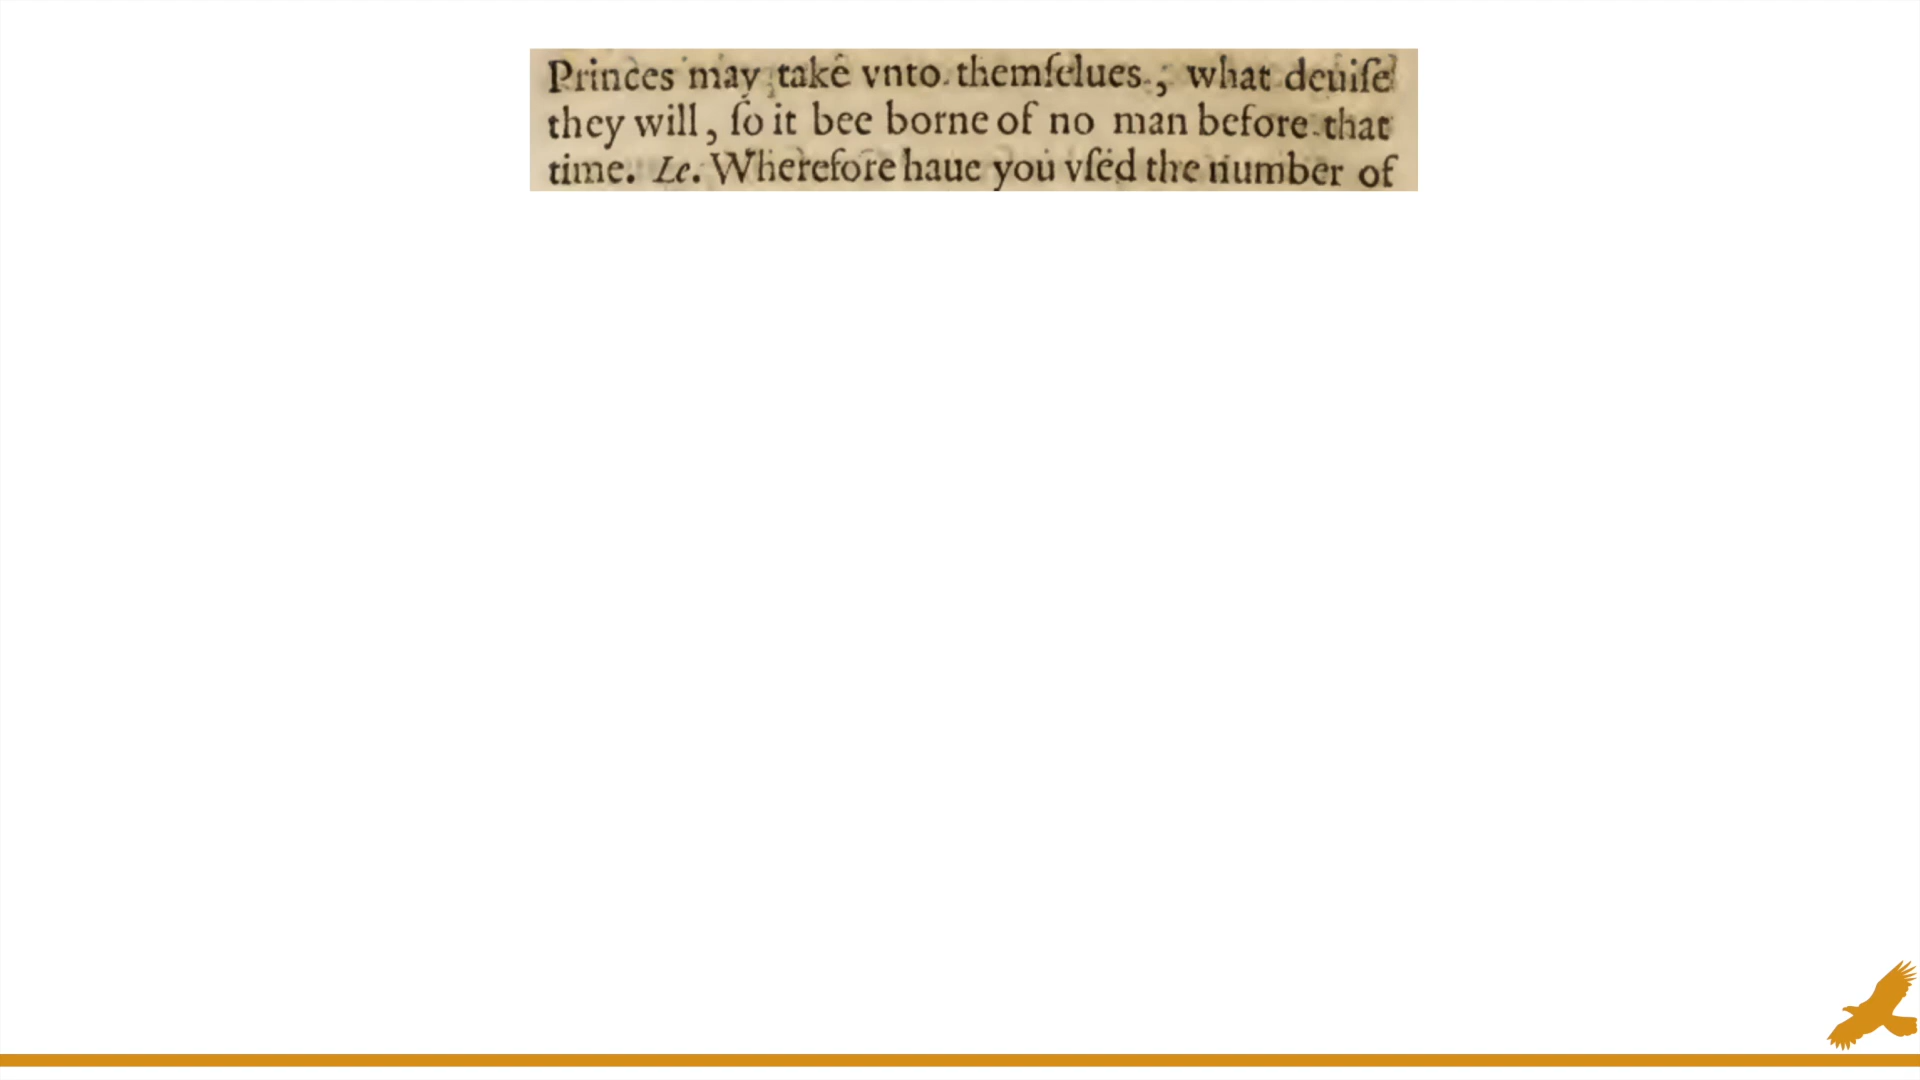 Princes may take vnto themſelues, what deuiſe
they will, ſo it bee borne of no man before that
time. Le. Wherefore haue you vſed the number of